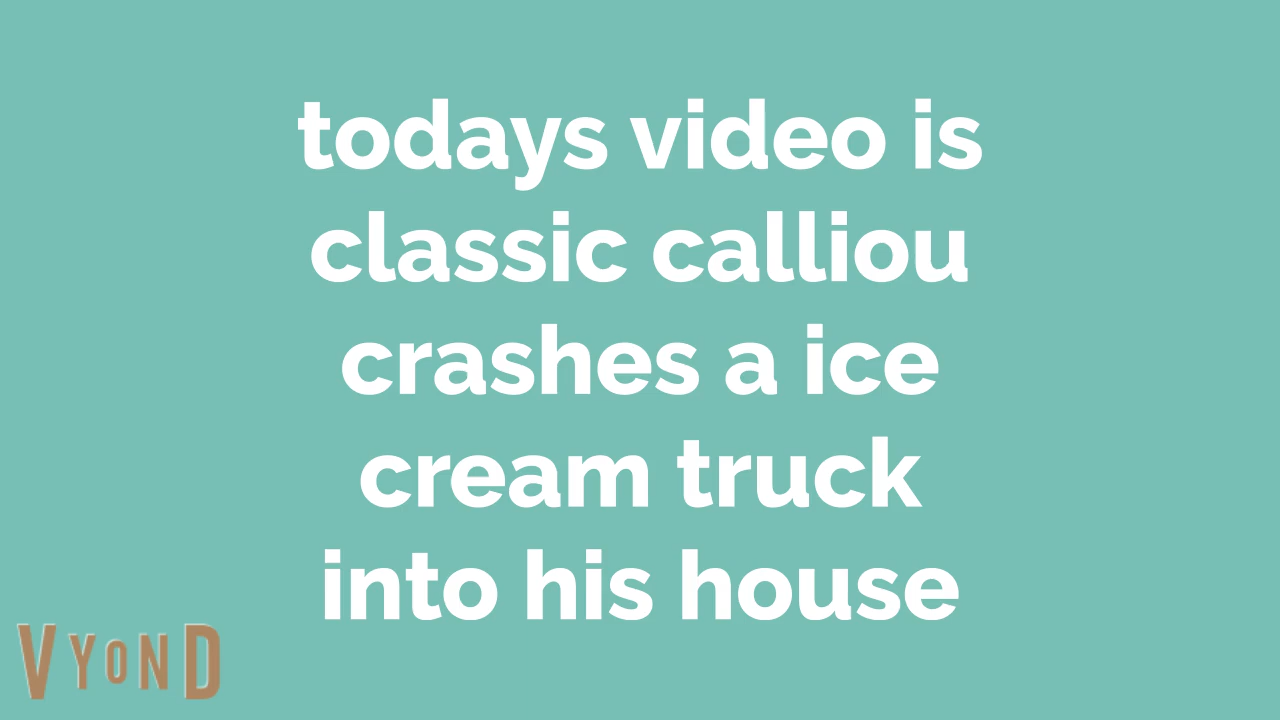 todays video is
classic calliou
crashes a ice
cream truck
into his house
VYOND